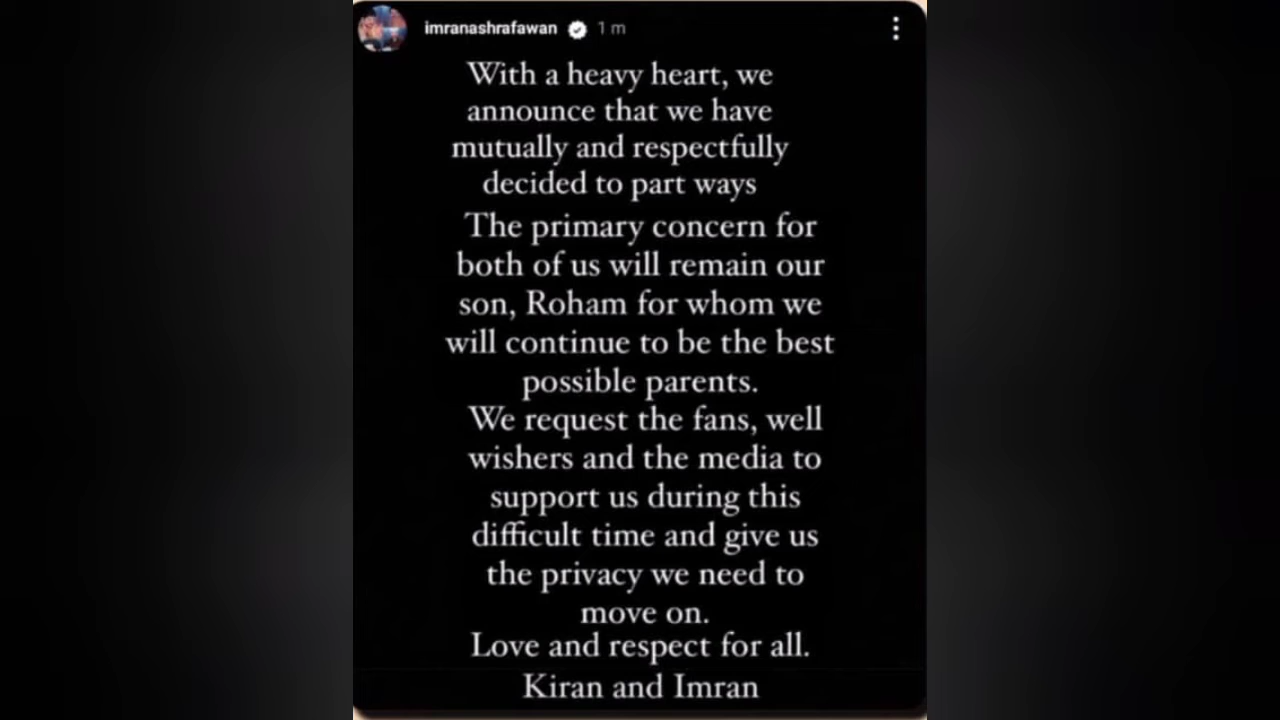 imranashrafawan 1 m
With a heavy heart, we
announce that we have
mutually and respectfully
decided to part ways
The primary concern for
both of us will remain our
son, Roham for whom we
will continue to be the best
possible parents.
We request the fans, well
wishers and the media to
support us during this
difficult time and give us
the privacy we need to
move on.
Love and respect for all.
Kiran and Imran